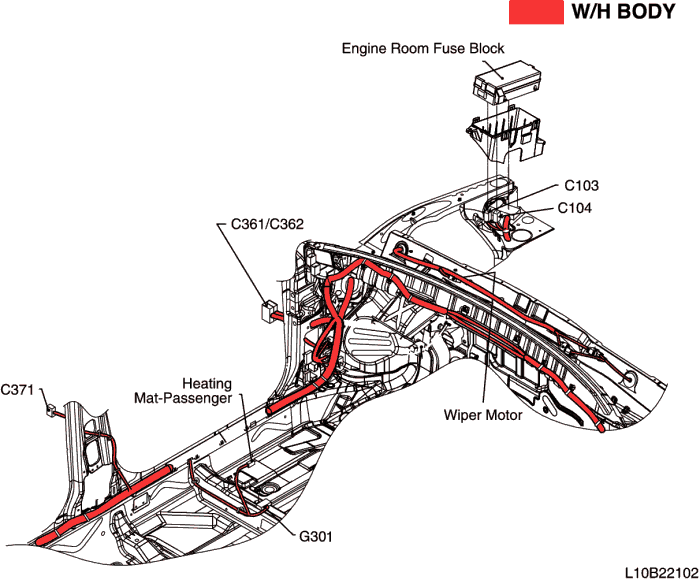 W/H BODY
Engine Room Fuse Block
C103
C104
C361/C362
C371
Heating
Mat-Passenger
Wiper Motor
G301
L10B22102